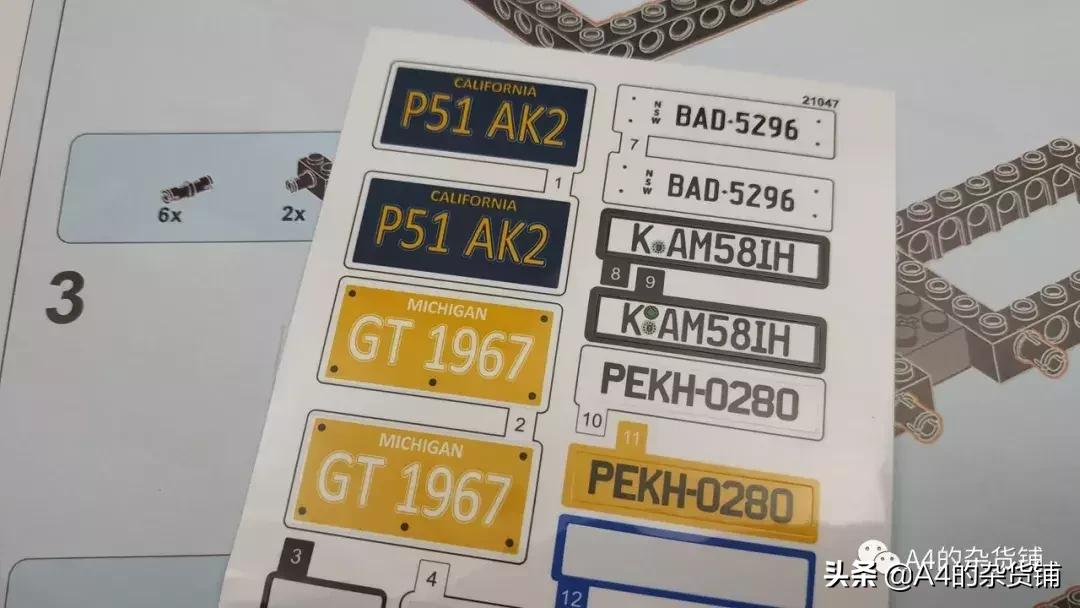 6x
2x
3
CALIFORNIA
P51 AK2
1
CALIFORNIA
P51 AK2
MICHIGAN
GT 1967
2
MICHIGAN
GT 1967
3
4
21047
NSW
BAD·5296
7
NSW
BAD·5296
K AM58IH
8
9
K AM58IH
PEKH-0280
10
11
PEKH-0280
12
A4的杂货铺
头条 @A4的杂货铺